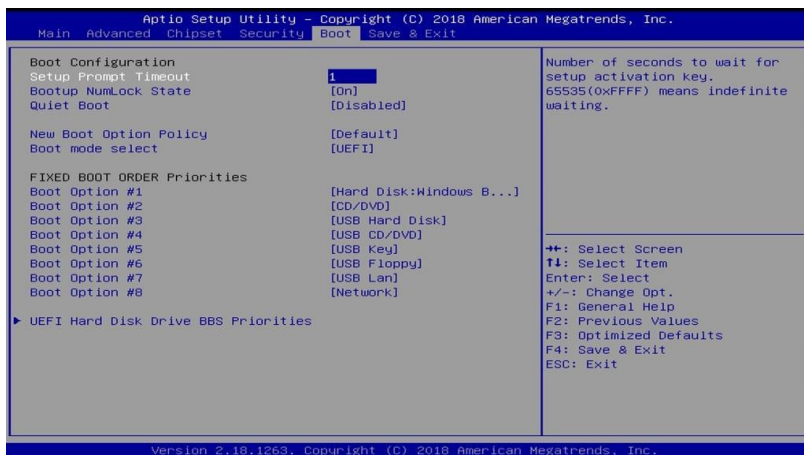 Aptio Setup Utility – Copyright (C) 2018 American Megatrends, Inc.
Main Advanced Chipset Security Boot Save & Exit
Boot Configuration
Setup Prompt Timeout 1
Bootup NumLock State [On]
Quiet Boot [Disabled]
New Boot Option Policy [Default]
Boot mode select [UEFI]
FIXED BOOT ORDER Priorities
Boot Option #1 [Hard Disk:Windows B...]
Boot Option #2 [CD/DVD]
Boot Option #3 [USB Hard Disk]
Boot Option #4 [USB CD/DVD]
Boot Option #5 [USB Key]
Boot Option #6 [USB Floppy]
Boot Option #7 [USB Lan]
Boot Option #8 [Network]
▶ UEFI Hard Disk Drive BBS Priorities
Number of seconds to wait for
setup activation key.
65535(0xFFFF) means indefinite
waiting.
→←: Select Screen
↑↓: Select Item
Enter: Select
+/-: Change Opt.
F1: General Help
F2: Previous Values
F3: Optimized Defaults
F4: Save & Exit
ESC: Exit
Version 2.18.1263. Copyright (C) 2018 American Megatrends, Inc.